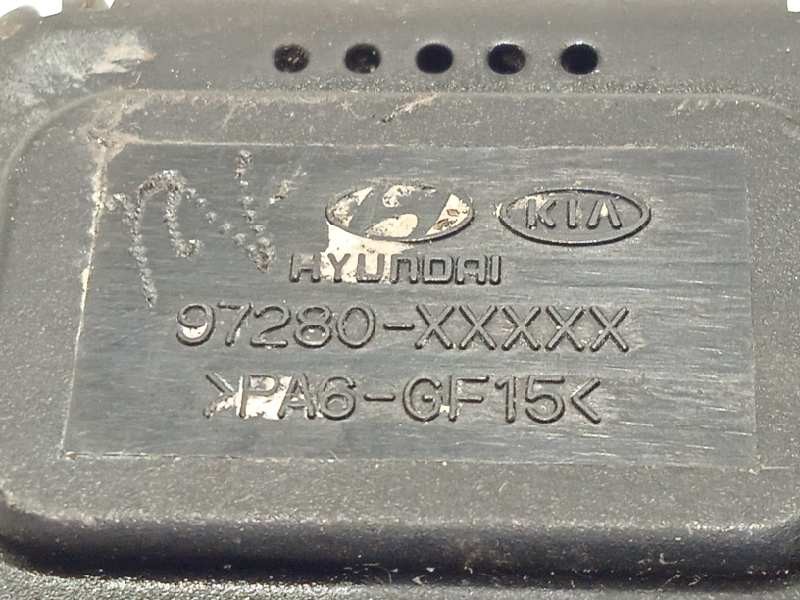 KIA
HYUNDAI
97280-XXXXX
>PA6-GF15<